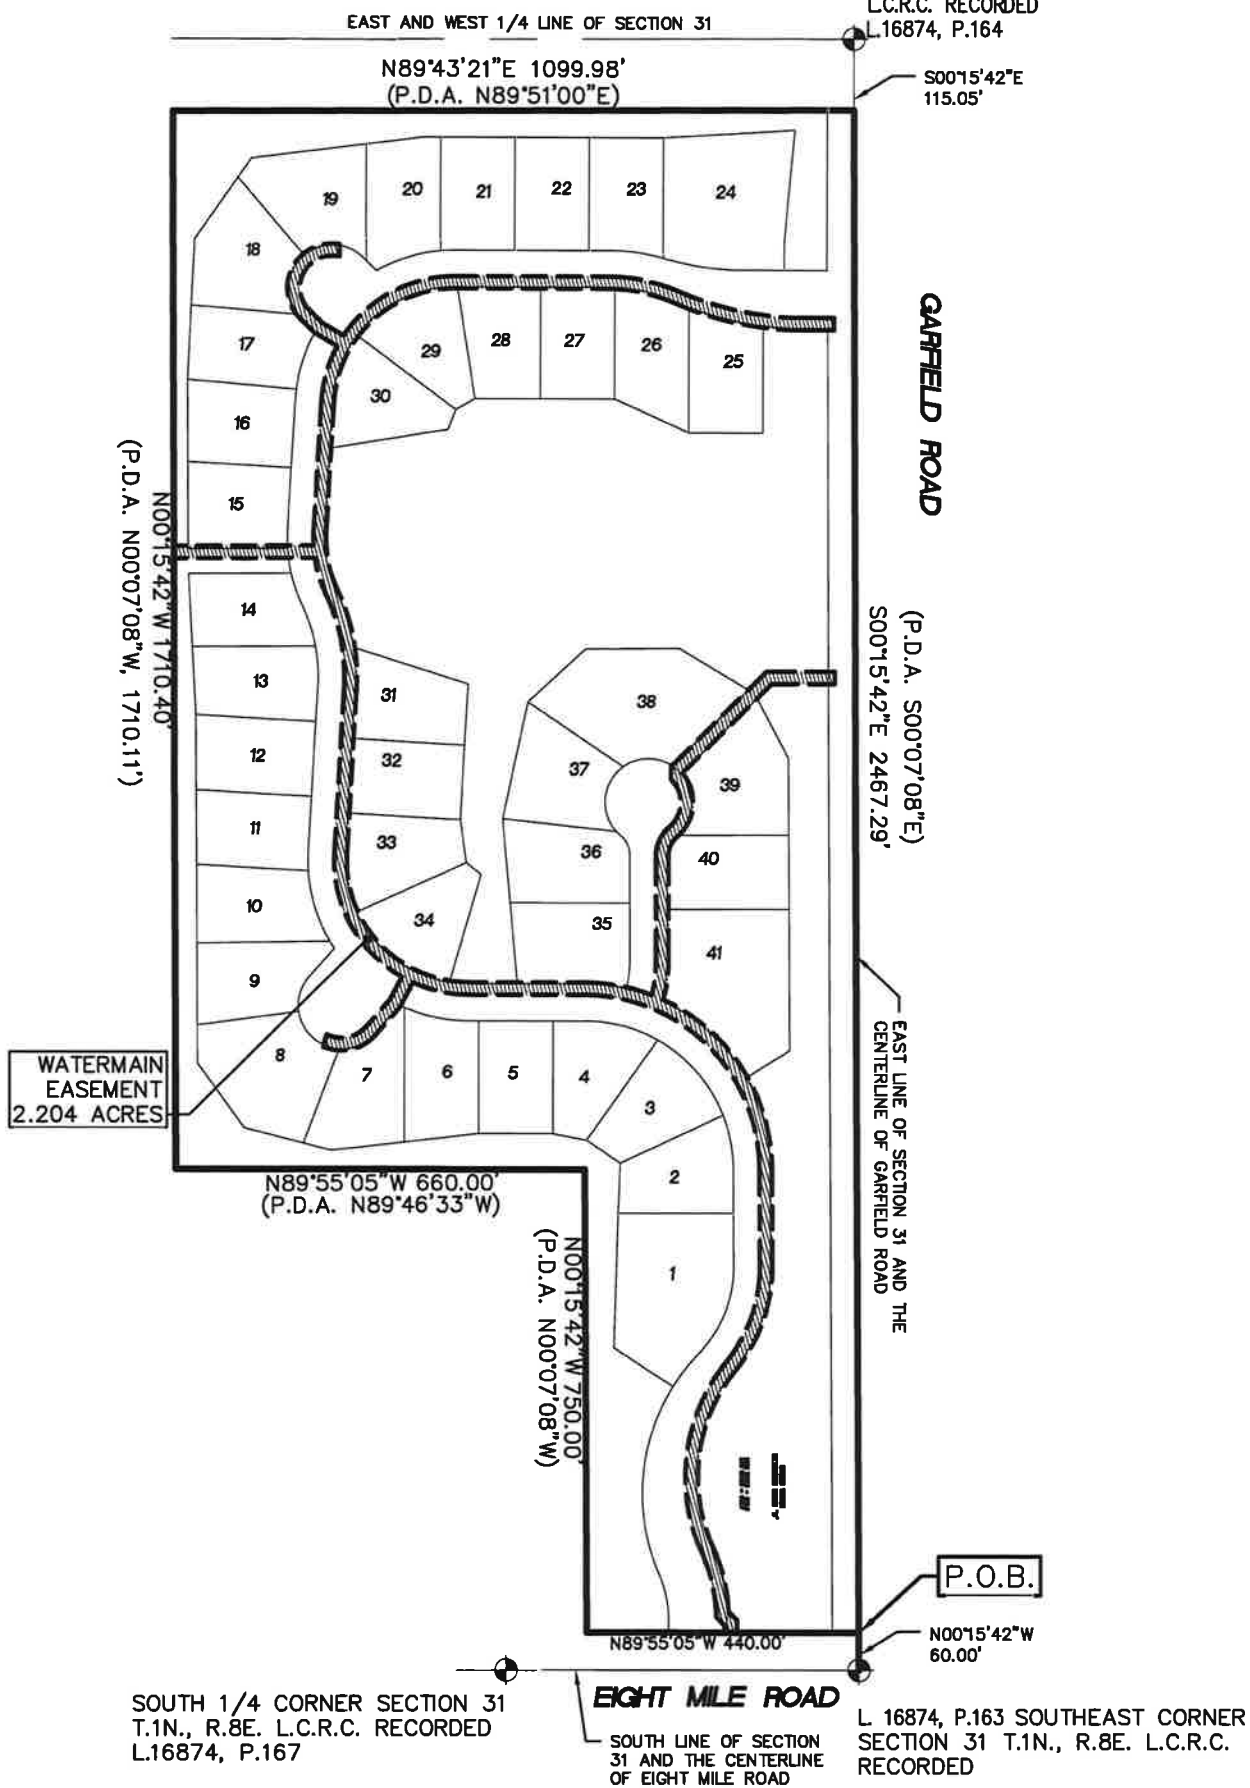 L.C.R.C. RECORDED
L.16874, P.164
EAST AND WEST 1/4 LINE OF SECTION 31
N89°43'21"E 1099.98'
(P.D.A. N89°51'00"E)
S00°15'42"E
115.05'
19
20
21
22
23
24
18
17
16
15
30
29
28
27
26
25
GARFIELD ROAD
N00°15'42"W 1710.40'
(P.D.A. N00°07'08"W, 1710.11')
(P.D.A. S00°07'08"E)
S00°15'42"E 2467.29'
14
13
12
11
10
9
31
32
33
34
38
37
36
35
39
40
41
8
7
6
5
4
3
2
1
WATERMAIN
EASEMENT
2.204 ACRES
EAST LINE OF SECTION 31 AND THE
CENTERLINE OF GARFIELD ROAD
N89°55'05"W 660.00'
(P.D.A. N89°46'33"W)
N00°15'42"W 750.00'
(P.D.A. N00°07'08"W)
P.O.B.
N00°15'42"W
60.00'
N89°55'05"W 440.00'
EIGHT MILE ROAD
SOUTH 1/4 CORNER SECTION 31
T.1N., R.8E. L.C.R.C. RECORDED
L.16874, P.167
SOUTH LINE OF SECTION
31 AND THE CENTERLINE
OF EIGHT MILE ROAD
L. 16874, P.163 SOUTHEAST CORNER
SECTION 31 T.1N., R.8E. L.C.R.C.
RECORDED